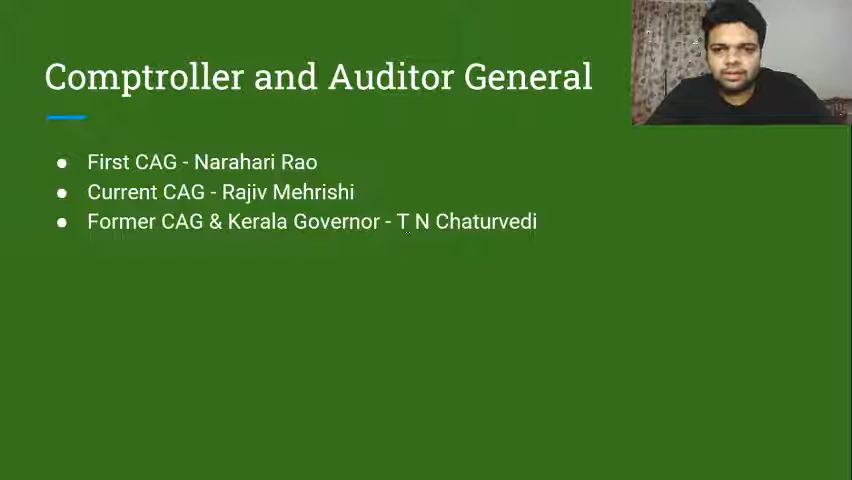 Comptroller and Auditor General
● First CAG - Narahari Rao
● Current CAG - Rajiv Mehrishi
● Former CAG & Kerala Governor - T N Chaturvedi